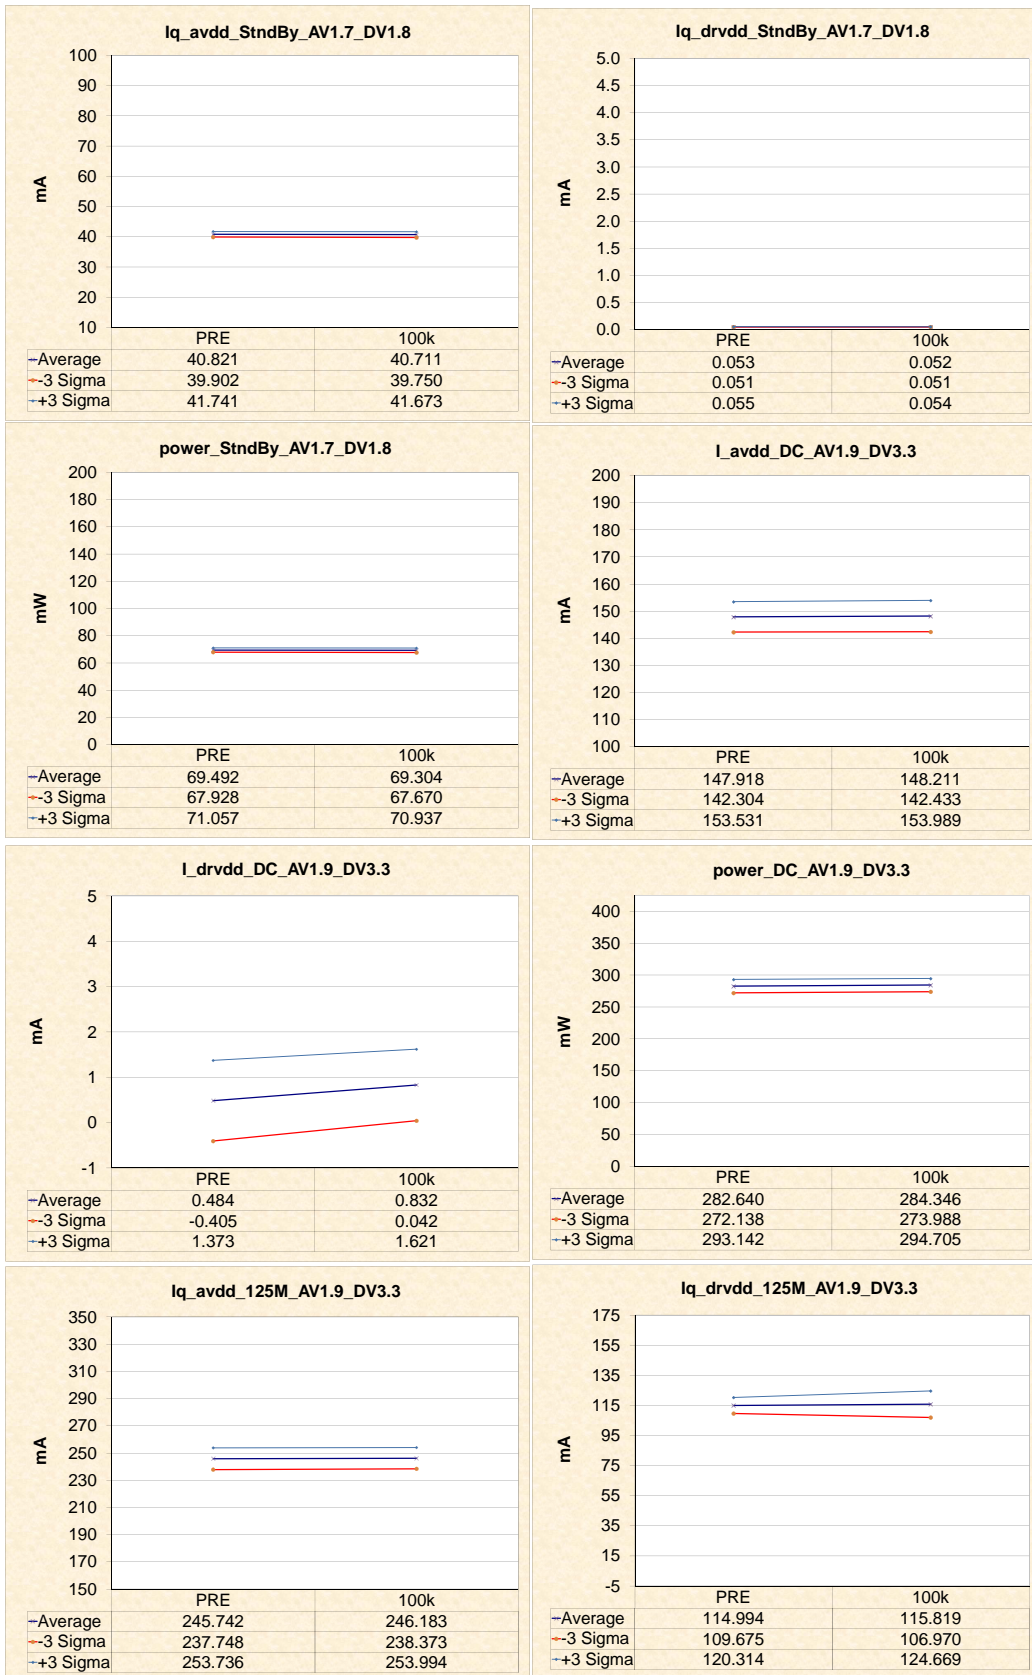 Iq_avdd_StndBy_AV1.7_DV1.8
mA
100
90
80
70
60
50
40
30
20
10
PRE 100k
Average 40.821 40.711
-3 Sigma 39.902 39.750
+3 Sigma 41.741 41.673
Iq_drvdd_StndBy_AV1.7_DV1.8
mA
5.0
4.5
4.0
3.5
3.0
2.5
2.0
1.5
1.0
0.5
0.0
PRE 100k
Average 0.053 0.052
-3 Sigma 0.051 0.051
+3 Sigma 0.055 0.054
power_StndBy_AV1.7_DV1.8
mW
200
180
160
140
120
100
80
60
40
20
0
PRE 100k
Average 69.492 69.304
-3 Sigma 67.928 67.670
+3 Sigma 71.057 70.937
I_avdd_DC_AV1.9_DV3.3
mA
200
190
180
170
160
150
140
130
120
110
100
PRE 100k
Average 147.918 148.211
-3 Sigma 142.304 142.433
+3 Sigma 153.531 153.989
I_drvdd_DC_AV1.9_DV3.3
mA
5
4
3
2
1
0
-1
PRE 100k
Average 0.484 0.832
-3 Sigma -0.405 0.042
+3 Sigma 1.373 1.621
power_DC_AV1.9_DV3.3
mW
400
350
300
250
200
150
100
50
0
PRE 100k
Average 282.640 284.346
-3 Sigma 272.138 273.988
+3 Sigma 293.142 294.705
Iq_avdd_125M_AV1.9_DV3.3
mA
350
330
310
290
270
250
230
210
190
170
150
PRE 100k
Average 245.742 246.183
-3 Sigma 237.748 238.373
+3 Sigma 253.736 253.994
Iq_drvdd_125M_AV1.9_DV3.3
mA
175
155
135
115
95
75
55
35
15
-5
PRE 100k
Average 114.994 115.819
-3 Sigma 109.675 106.970
+3 Sigma 120.314 124.669